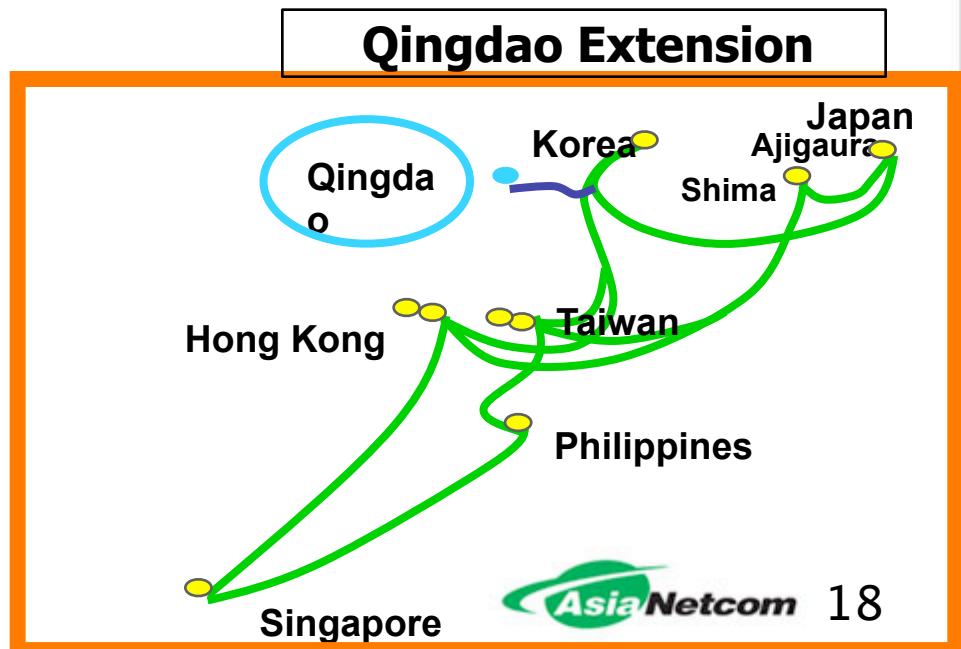 Qingdao Extension
Japan
Korea
Ajigaura
Qingda
o
Shima
Taiwan
Hong Kong
Philippines
AsiaNetcom
18
Singapore